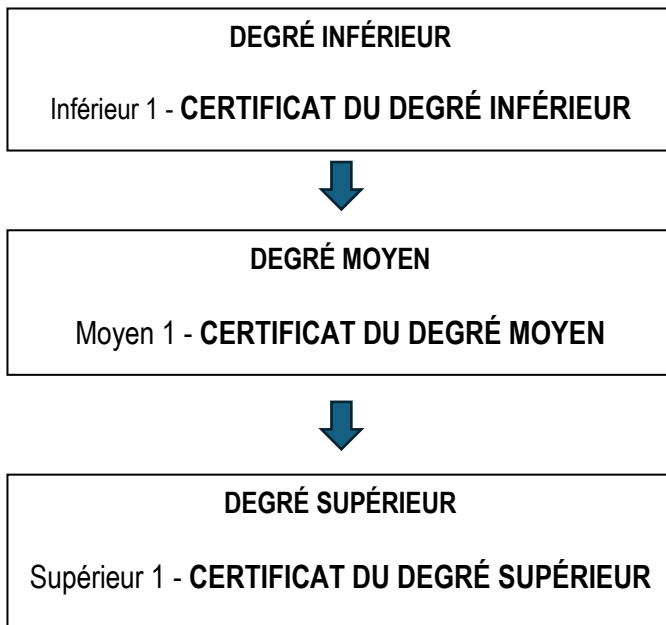 DEGRÉ INFÉRIEUR
Inférieur 1 - CERTIFICAT DU DEGRÉ INFÉRIEUR
DEGRÉ MOYEN
Moyen 1 - CERTIFICAT DU DEGRÉ MOYEN
DEGRÉ SUPÉRIEUR
Supérieur 1 - CERTIFICAT DU DEGRÉ SUPÉRIEUR